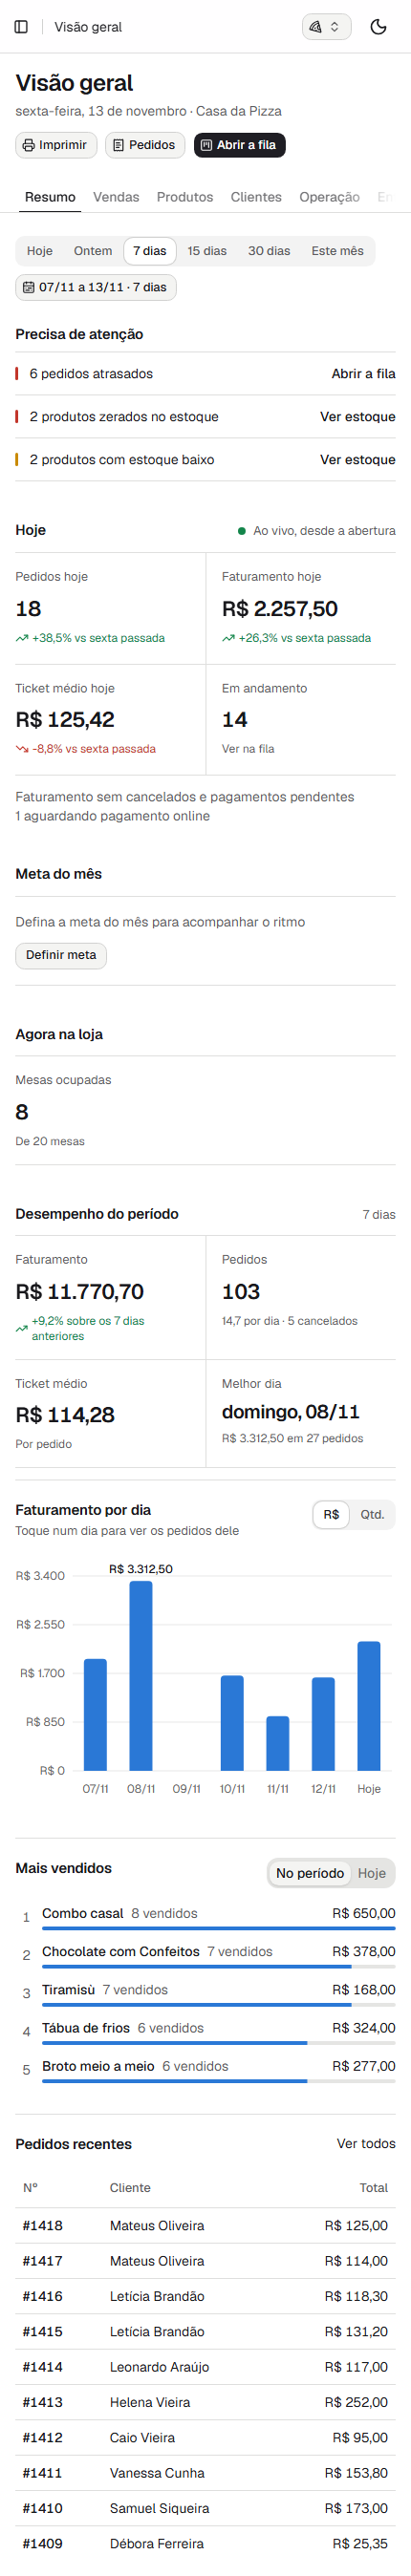 Visão geral
Visão geral
sexta-feira, 13 de novembro · Casa da Pizza
Imprimir Pedidos Abrir a fila
Resumo Vendas Produtos Clientes Operação
Hoje Ontem 7 dias 15 dias 30 dias Este mês
07/11 a 13/11 · 7 dias
Precisa de atenção
6 pedidos atrasados Abrir a fila
2 produtos zerados no estoque Ver estoque
2 produtos com estoque baixo Ver estoque
Hoje Ao vivo, desde a abertura
Pedidos hoje Faturamento hoje
18 R$ 2.257,50
+38,5% vs sexta passada +26,3% vs sexta passada
Ticket médio hoje Em andamento
R$ 125,42 14
-8,8% vs sexta passada Ver na fila
Faturamento sem cancelados e pagamentos pendentes
1 aguardando pagamento online
Meta do mês
Defina a meta do mês para acompanhar o ritmo
Definir meta
Agora na loja
Mesas ocupadas
8
De 20 mesas
Desempenho do período 7 dias
Faturamento Pedidos
R$ 11.770,70 103
+9,2% sobre os 7 dias anteriores 14,7 por dia · 5 cancelados
Ticket médio Melhor dia
R$ 114,28 domingo, 08/11
Por pedido R$ 3.312,50 em 27 pedidos
Faturamento por dia R$ Qtd.
Toque num dia para ver os pedidos dele
R$ 3.312,50
R$ 3.400
R$ 2.550
R$ 1.700
R$ 850
R$ 0
07/11 08/11 09/11 10/11 11/11 12/11 Hoje
Mais vendidos No período Hoje
1 Combo casal 8 vendidos R$ 650,00
2 Chocolate com Confeitos 7 vendidos R$ 378,00
3 Tiramisù 7 vendidos R$ 168,00
4 Tábua de frios 6 vendidos R$ 324,00
5 Broto meio a meio 6 vendidos R$ 277,00
Pedidos recentes Ver todos
Nº Cliente Total
#1418 Mateus Oliveira R$ 125,00
#1417 Mateus Oliveira R$ 114,00
#1416 Letícia Brandão R$ 118,30
#1415 Letícia Brandão R$ 131,20
#1414 Leonardo Araújo R$ 117,00
#1413 Helena Vieira R$ 252,00
#1412 Caio Vieira R$ 95,00
#1411 Vanessa Cunha R$ 153,80
#1410 Samuel Siqueira R$ 173,00
#1409 Débora Ferreira R$ 25,35